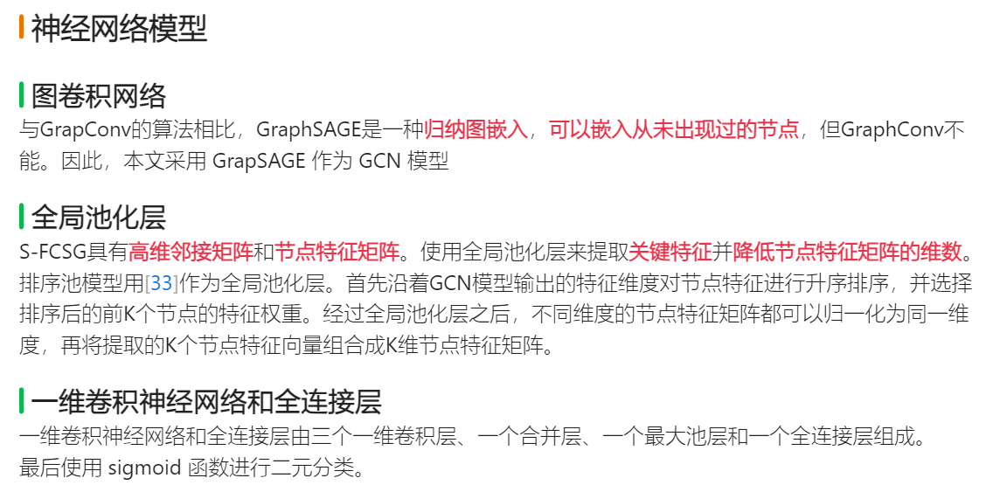 神经网络模型
图卷积网络
与GrapConv的算法相比，GraphSAGE是一种归纳图嵌入，可以嵌入从未出现过的节点，但GraphConv不
能。因此，本文采用 GrapSAGE 作为 GCN 模型
全局池化层
S-FCSG具有高维邻接矩阵和节点特征矩阵。使用全局池化层来提取关键特征并降低节点特征矩阵的维数。
排序池模型用[33]作为全局池化层。首先沿着GCN模型输出的特征维度对节点特征进行升序排序，并选择
排序后的前K个节点的特征权重。经过全局池化层之后，不同维度的节点特征矩阵都可以归一化为同一维
度，再将提取的K个节点特征向量组合成K维节点特征矩阵。
一维卷积神经网络和全连接层
一维卷积神经网络和全连接层由三个一维卷积层、一个合并层、一个最大池层和一个全连接层组成。
最后使用 sigmoid 函数进行二元分类。